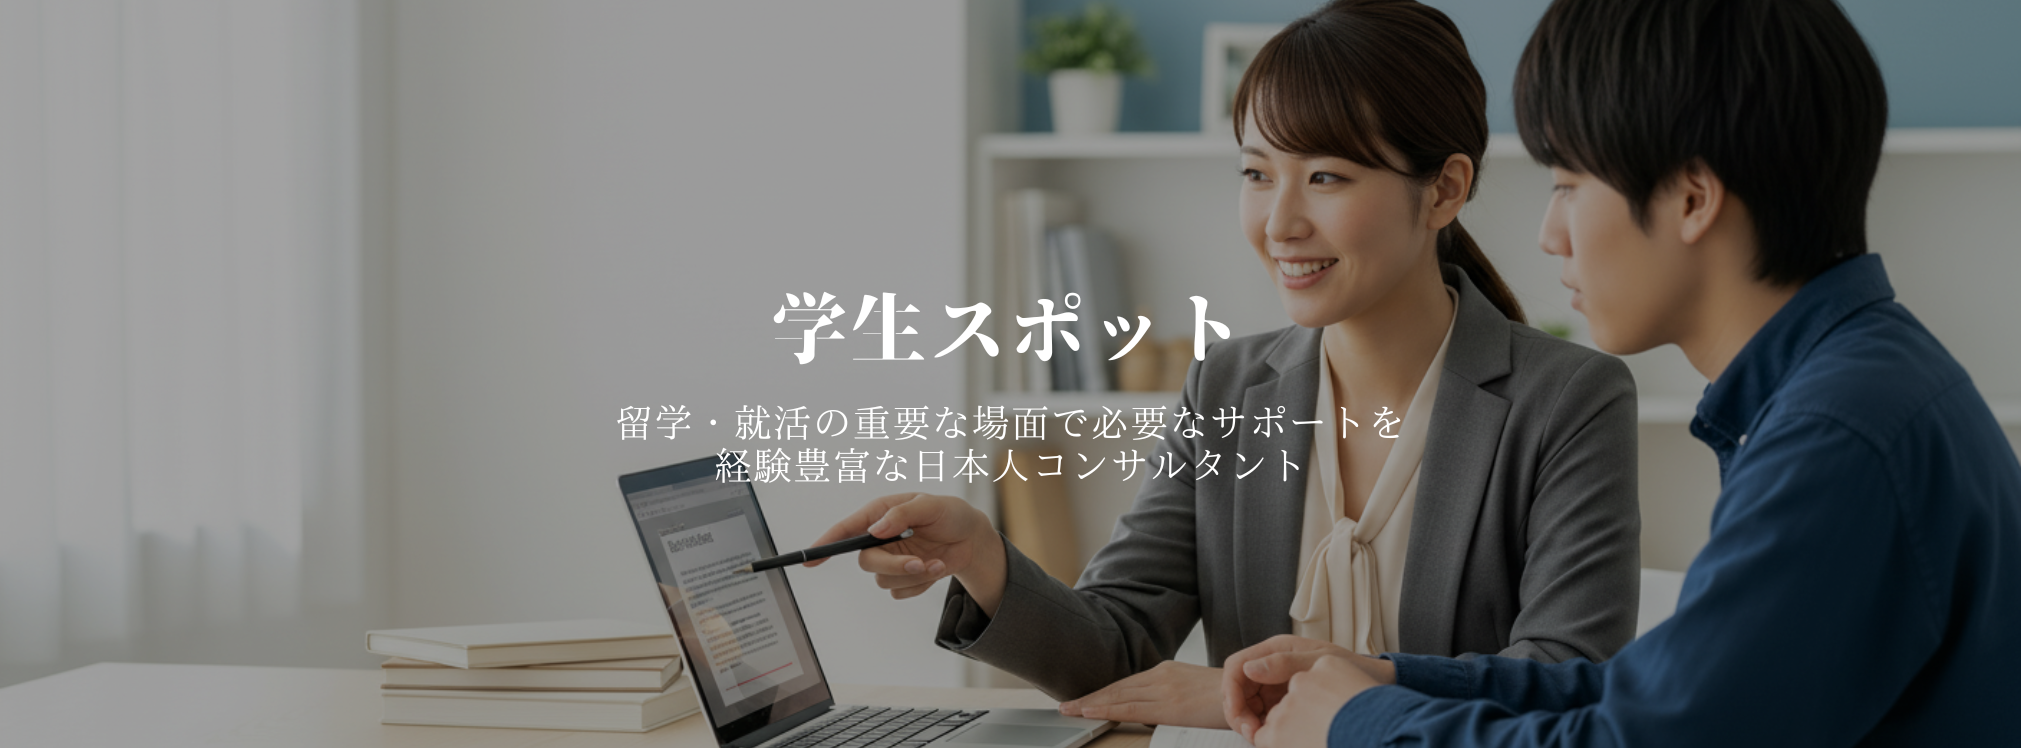 学生スポット
留学・就活の重要な場面で必要なサポートを
経験豊富な日本人コンサルタント